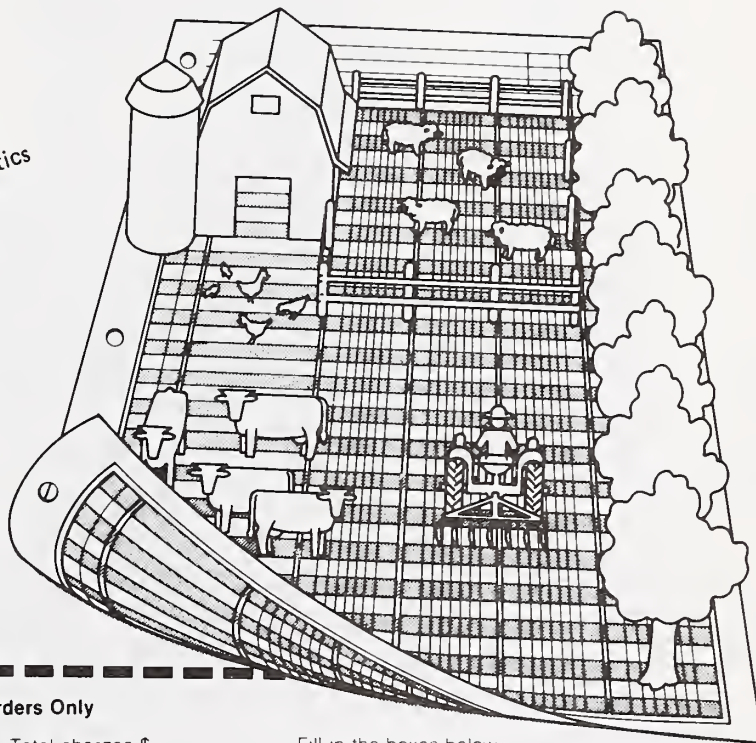 tics
rders Only
Total charges $
Fill in the boxes below